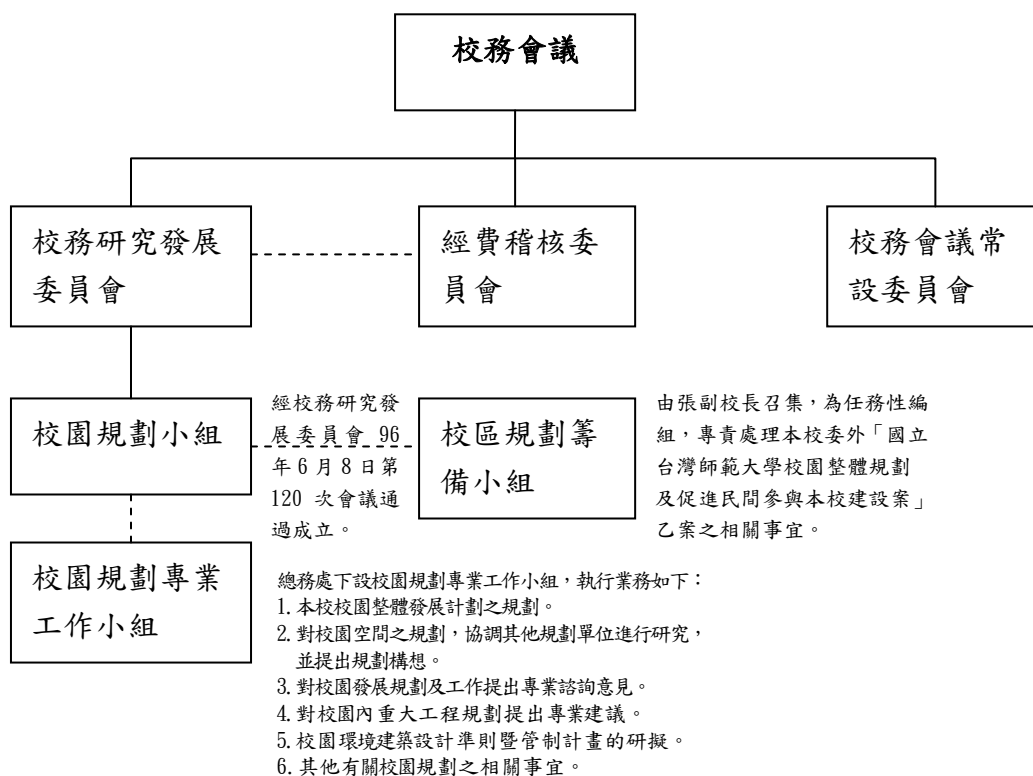 校務會議
校務研究發展
委員會
經費稽核委
員會
校務會議常
設委員會
校園規劃小組
經校務研究發
展委員會 96
年 6 月 8 日第
120 次會議通
過成立。
校區規劃籌
備小組
由張副校長召集，為任務性編
組，專責處理本校委外「國立
台灣師範大學校園整體規劃
及促進民間參與本校建設案」
乙案之相關事宜。
校園規劃專業
工作小組
總務處下設校園規劃專業工作小組，執行業務如下：
1. 本校校園整體發展計劃之規劃。
2. 對校園空間之規劃，協調其他規劃單位進行研究，
並提出規劃構想。
3. 對校園發展規劃及工作提出專業諮詢意見。
4. 對校園內重大工程規劃提出專業建議。
5. 校園環境建築設計準則暨管制計畫的研擬。
6. 其他有關校園規劃之相關事宜。